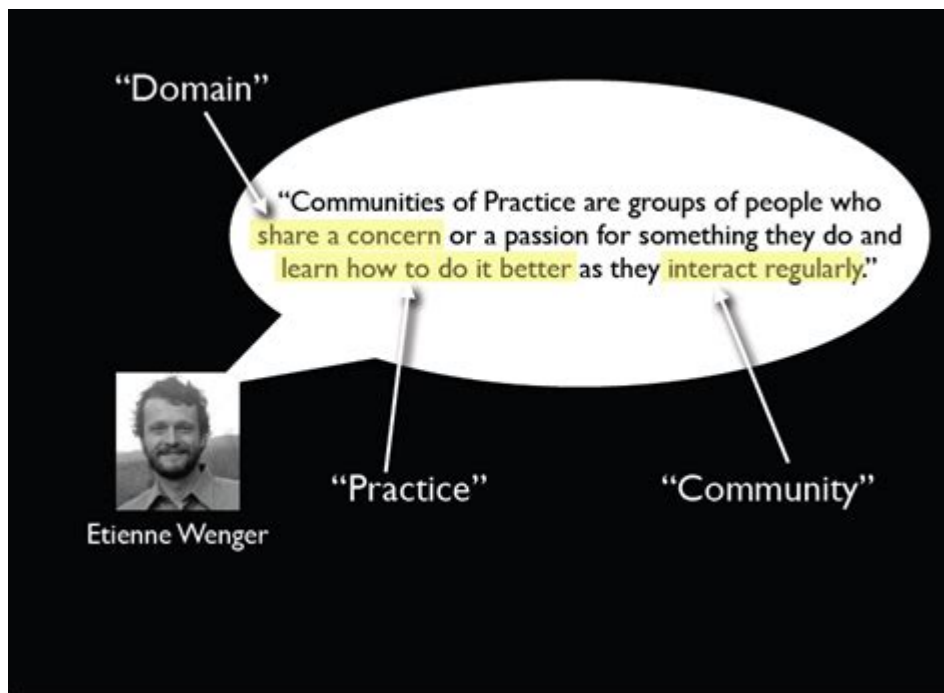 “Domain”
“Communities of Practice are groups of people who
share a concern or a passion for something they do and
learn how to do it better as they interact regularly.”
“Practice”
“Community”
Etienne Wenger